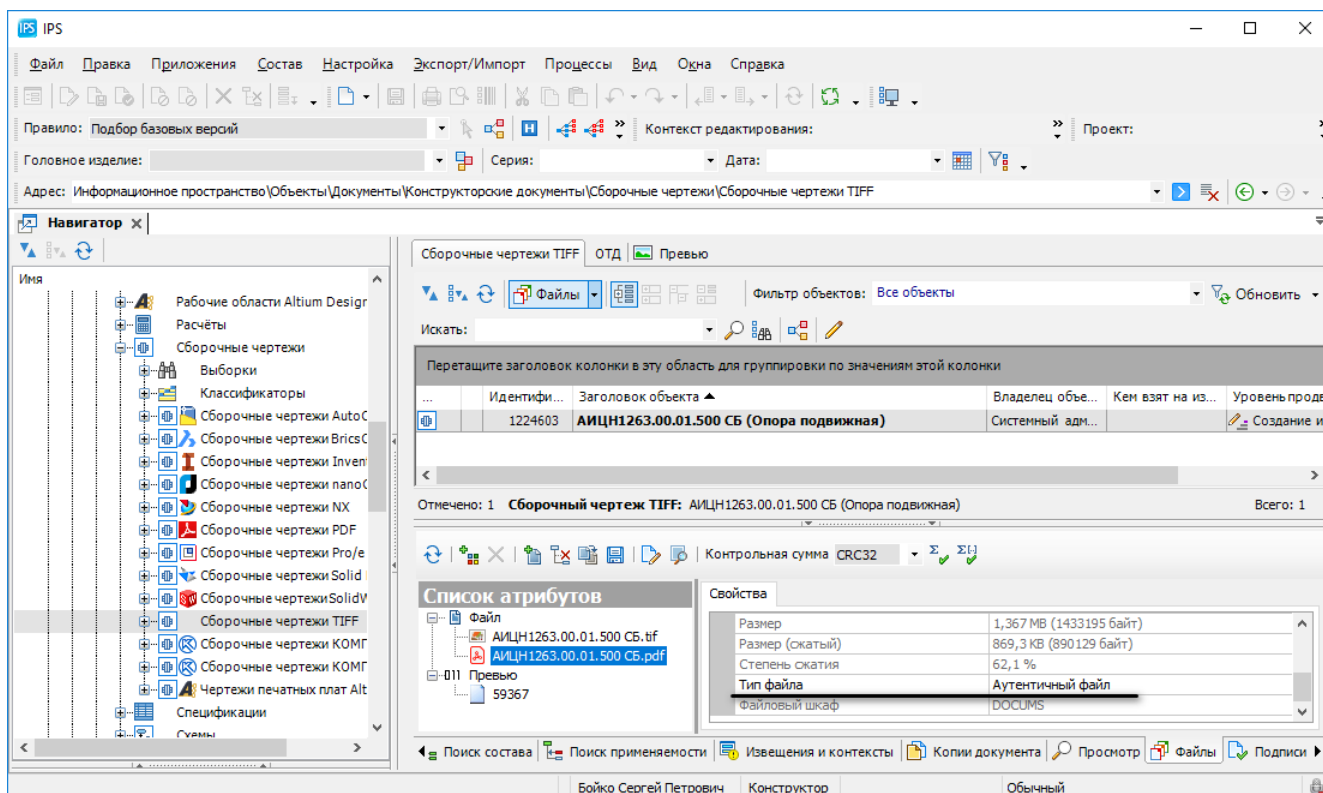 IPS
Файл Правка Приложения Состав Настройка Экспорт/Импорт Процессы Вид Окна Справка
Правило: Подбор базовых версий Контекст редактирования: Проект:
Головное изделие: Серия: Дата:
Адрес: Информационное пространство\Объекты\Документы\Конструкторские документы\Сборочные чертежи\Сборочные чертежи TIFF
Навигатор
Сборочные чертежи TIFF ОТД Превью
Имя
Файлы Фильтр объектов: Все объекты Обновить
Искать:
Перетащите заголовок колонки в эту область для группировки по значениям этой колонки
... Идентифи... Заголовок объекта Владелец объе... Кем взят на из... Уровень продв
1224603 АИЦН1263.00.01.500 СБ (Опора подвижная) Системный адм... Создание и
Отмечено: 1 Сборочный чертеж TIFF: АИЦН1263.00.01.500 СБ (Опора подвижная) Всего: 1
Рабочие области Altium Designr
Расчёты
Сборочные чертежи
Выборки
Классификаторы
Сборочные чертежи AutoC
Сборочные чертежи BricsC
Сборочные чертежи Inven
Сборочные чертежи nanoC
Сборочные чертежи NX
Сборочные чертежи PDF
Сборочные чертежи Pro/e
Сборочные чертежи Solid
Сборочные чертежи SolidW
Сборочные чертежи TIFF
Сборочные чертежи КОМП
Сборочные чертежи КОМП
Чертежи печатных плат Alt
Спецификации
Схемы
Контрольная сумма CRC32
Список атрибутов
Файл
АИЦН1263.00.01.500 СБ.tif
АИЦН1263.00.01.500 СБ.pdf
Превью
59367
Свойства
Размер 1,367 MB (1433195 байт)
Размер (сжатый) 869,3 KB (890129 байт)
Степень сжатия 62,1 %
Тип файла Аутентичный файл
Файловый шкаф DOCUMS
Поиск состава Поиск применяемости Извещения и контексты Копии документа Просмотр Файлы Подписи
Бойко Сергей Петрович Конструктор Обычный